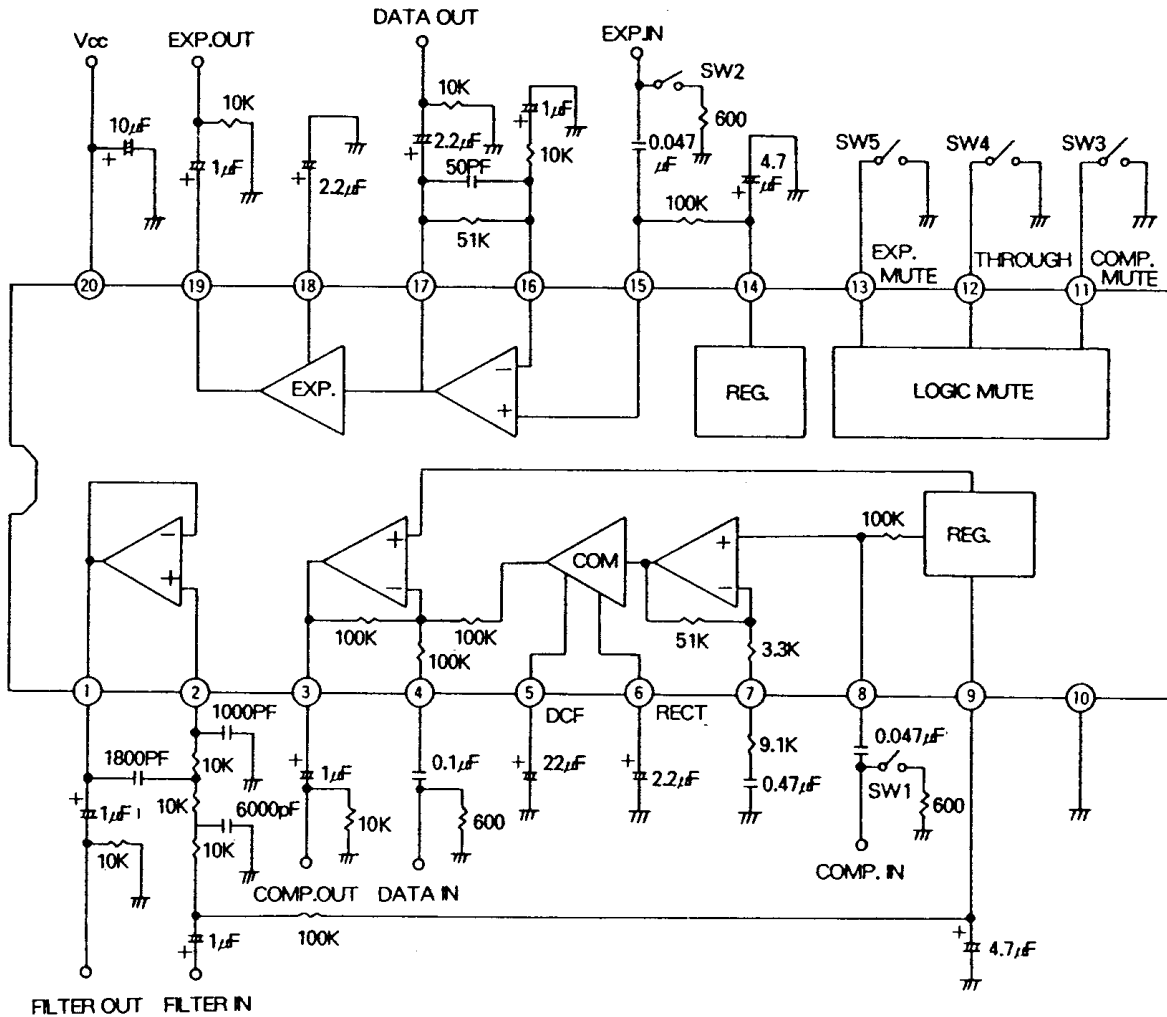 DATA OUT
Vcc
EXP.OUT
EXP.IN
SW2
10K
10K
1μF
600
10μF
+
+
1μF
2.2μF
+
2.2μF
+
50PF
10K
0.047
μF
4.7
μF
+
100K
51K
SW5
SW4
SW3
EXP.
MUTE
THROUGH
COMP.
MUTE
20
19
18
17
16
15
14
13
12
11
EXP.
−
+
REG.
LOGIC MUTE
−
+
+
−
COM
+
−
100K
REG.
100K
100K
100K
51K
3.3K
1
2
3
4
5
6
7
8
9
10
DCF
RECT
1000PF
1800PF
10K
10K
6000pF
10K
+
1μF
10K
+
1μF
10K
0.1μF
600
+
22μF
+
2.2μF
9.1K
0.47μF
0.047μF
SW1
600
COMP.OUT
DATA IN
COMP. IN
100K
+
1μF
+
4.7μF
FILTER OUT
FILTER IN